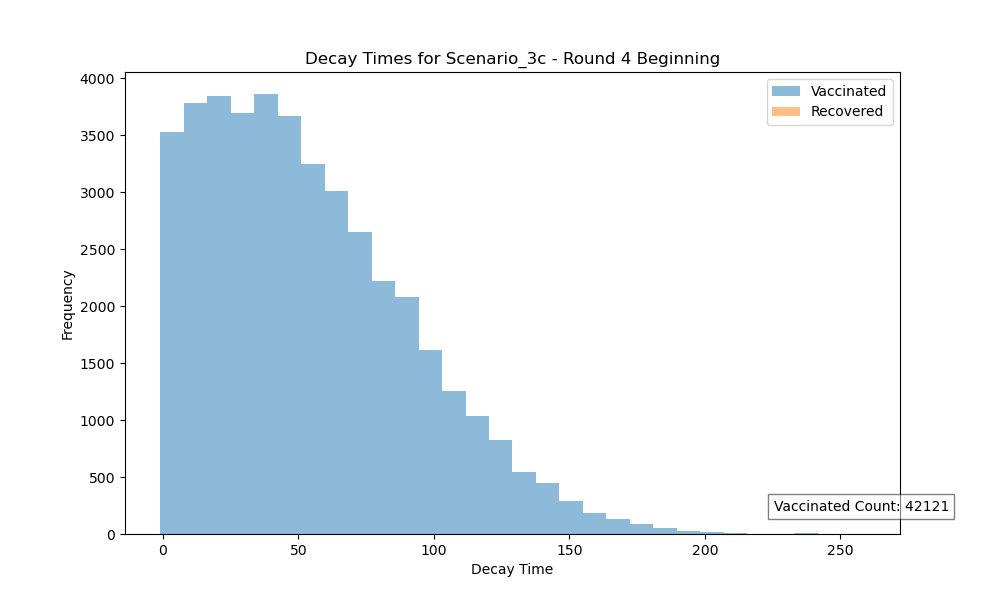 Decay Times for Scenario_3c - Round 4 Beginning
Vaccinated
Recovered
4000
3500
3000
2500
2000
1500
1000
500
0
Frequency
Vaccinated Count: 42121
0 50 100 150 200 250
Decay Time